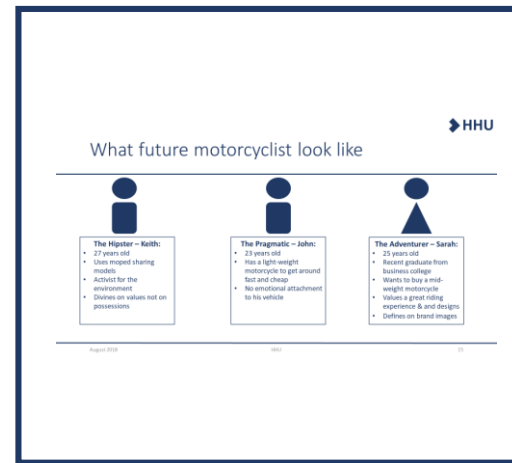 HHU
What future motorcyclist look like
The Hipster – Keith:
• 27 years old
• Uses moped sharing
models
• Activist for the
environment
• Divines on values not on
possessions
The Pragmatic – John:
• 23 years old
• Has a light-weight
motorcycle to get around
fast and cheap
• No emotional attachment
to his vehicle
The Adventurer – Sarah:
• 25 years old
• Recent graduate from
business college
• Wants to buy a mid-
weight motorcycle
• Values a great riding
experience & and designs
• Defines on brand images
HHU